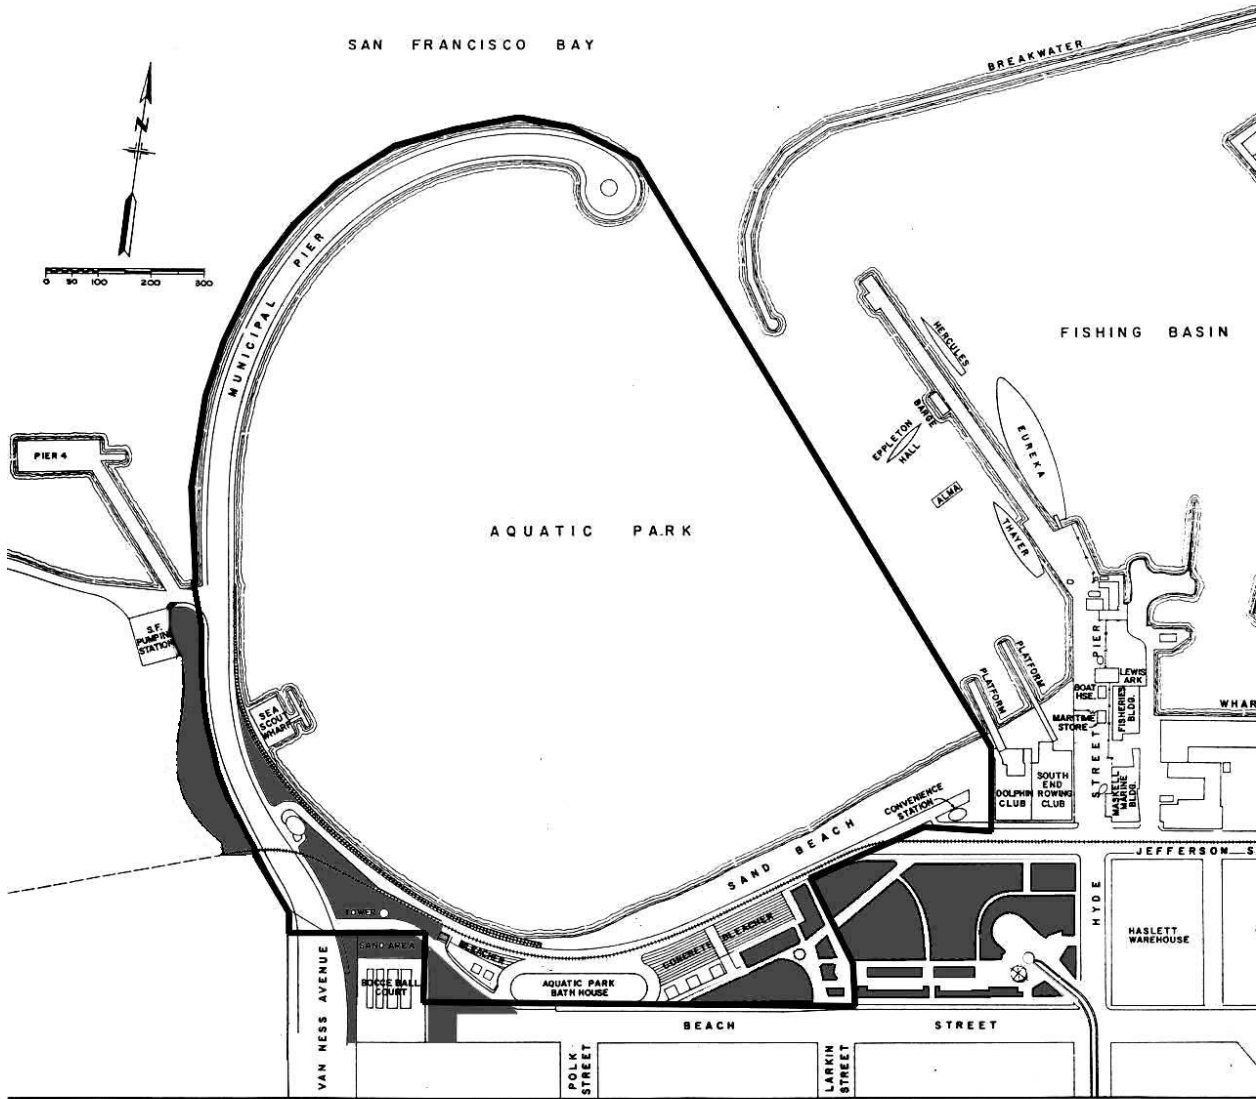 SAN FRANCISCO BAY
BREAKWATER
N
0 50 100 200 300
MUNICIPAL PIER
HERCULES
FISHING BASIN
BARGE
EUREKA
EPPLETON
HALL
PIER 4
ALMA
AQUATIC PARK
THAYER
S.F.
PUMPING
STATION
PLATFORM
PLATFORM
HYDE STREET PIER
LEWIS
ARK
BOAT
HSE.
FISHERIES
BLDG.
MARITIME
STORE
WHAR
SEA
SCOUT
WHARF
DOLPHIN
CLUB
SOUTH
END
ROWING
CLUB
MASKELL
MARINE
BLDG.
CONVENIENCE
STATION
SAND BEACH
JEFFERSON S
TOWER
SAND AREA
BLEACHER
CONCRETE BLEACHER
HASLETT
WAREHOUSE
BOCCE BALL
COURT
AQUATIC PARK
BATH HOUSE
VAN NESS AVENUE
BEACH STREET
POLK
STREET
LARKIN
STREET